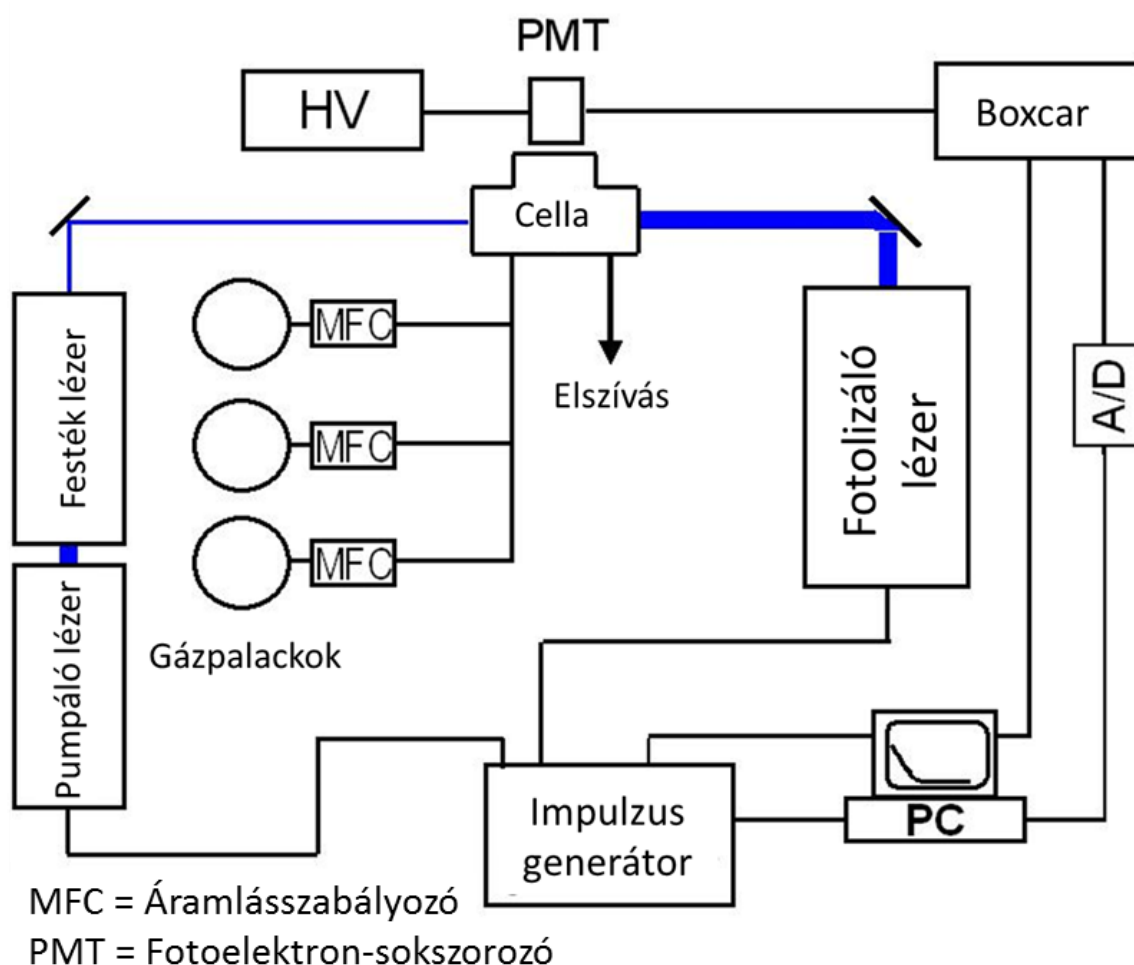 PMT
HV
Boxcar
Cella
MFC
MFC
MFC
Elszívás
Festék lézer
Fotolizáló
lézer
A/D
Gázpalackok
Pumpáló lézer
Impulzus
generátor
PC
MFC = Áramlásszabályozó
PMT = Fotoelektron-sokszorozó